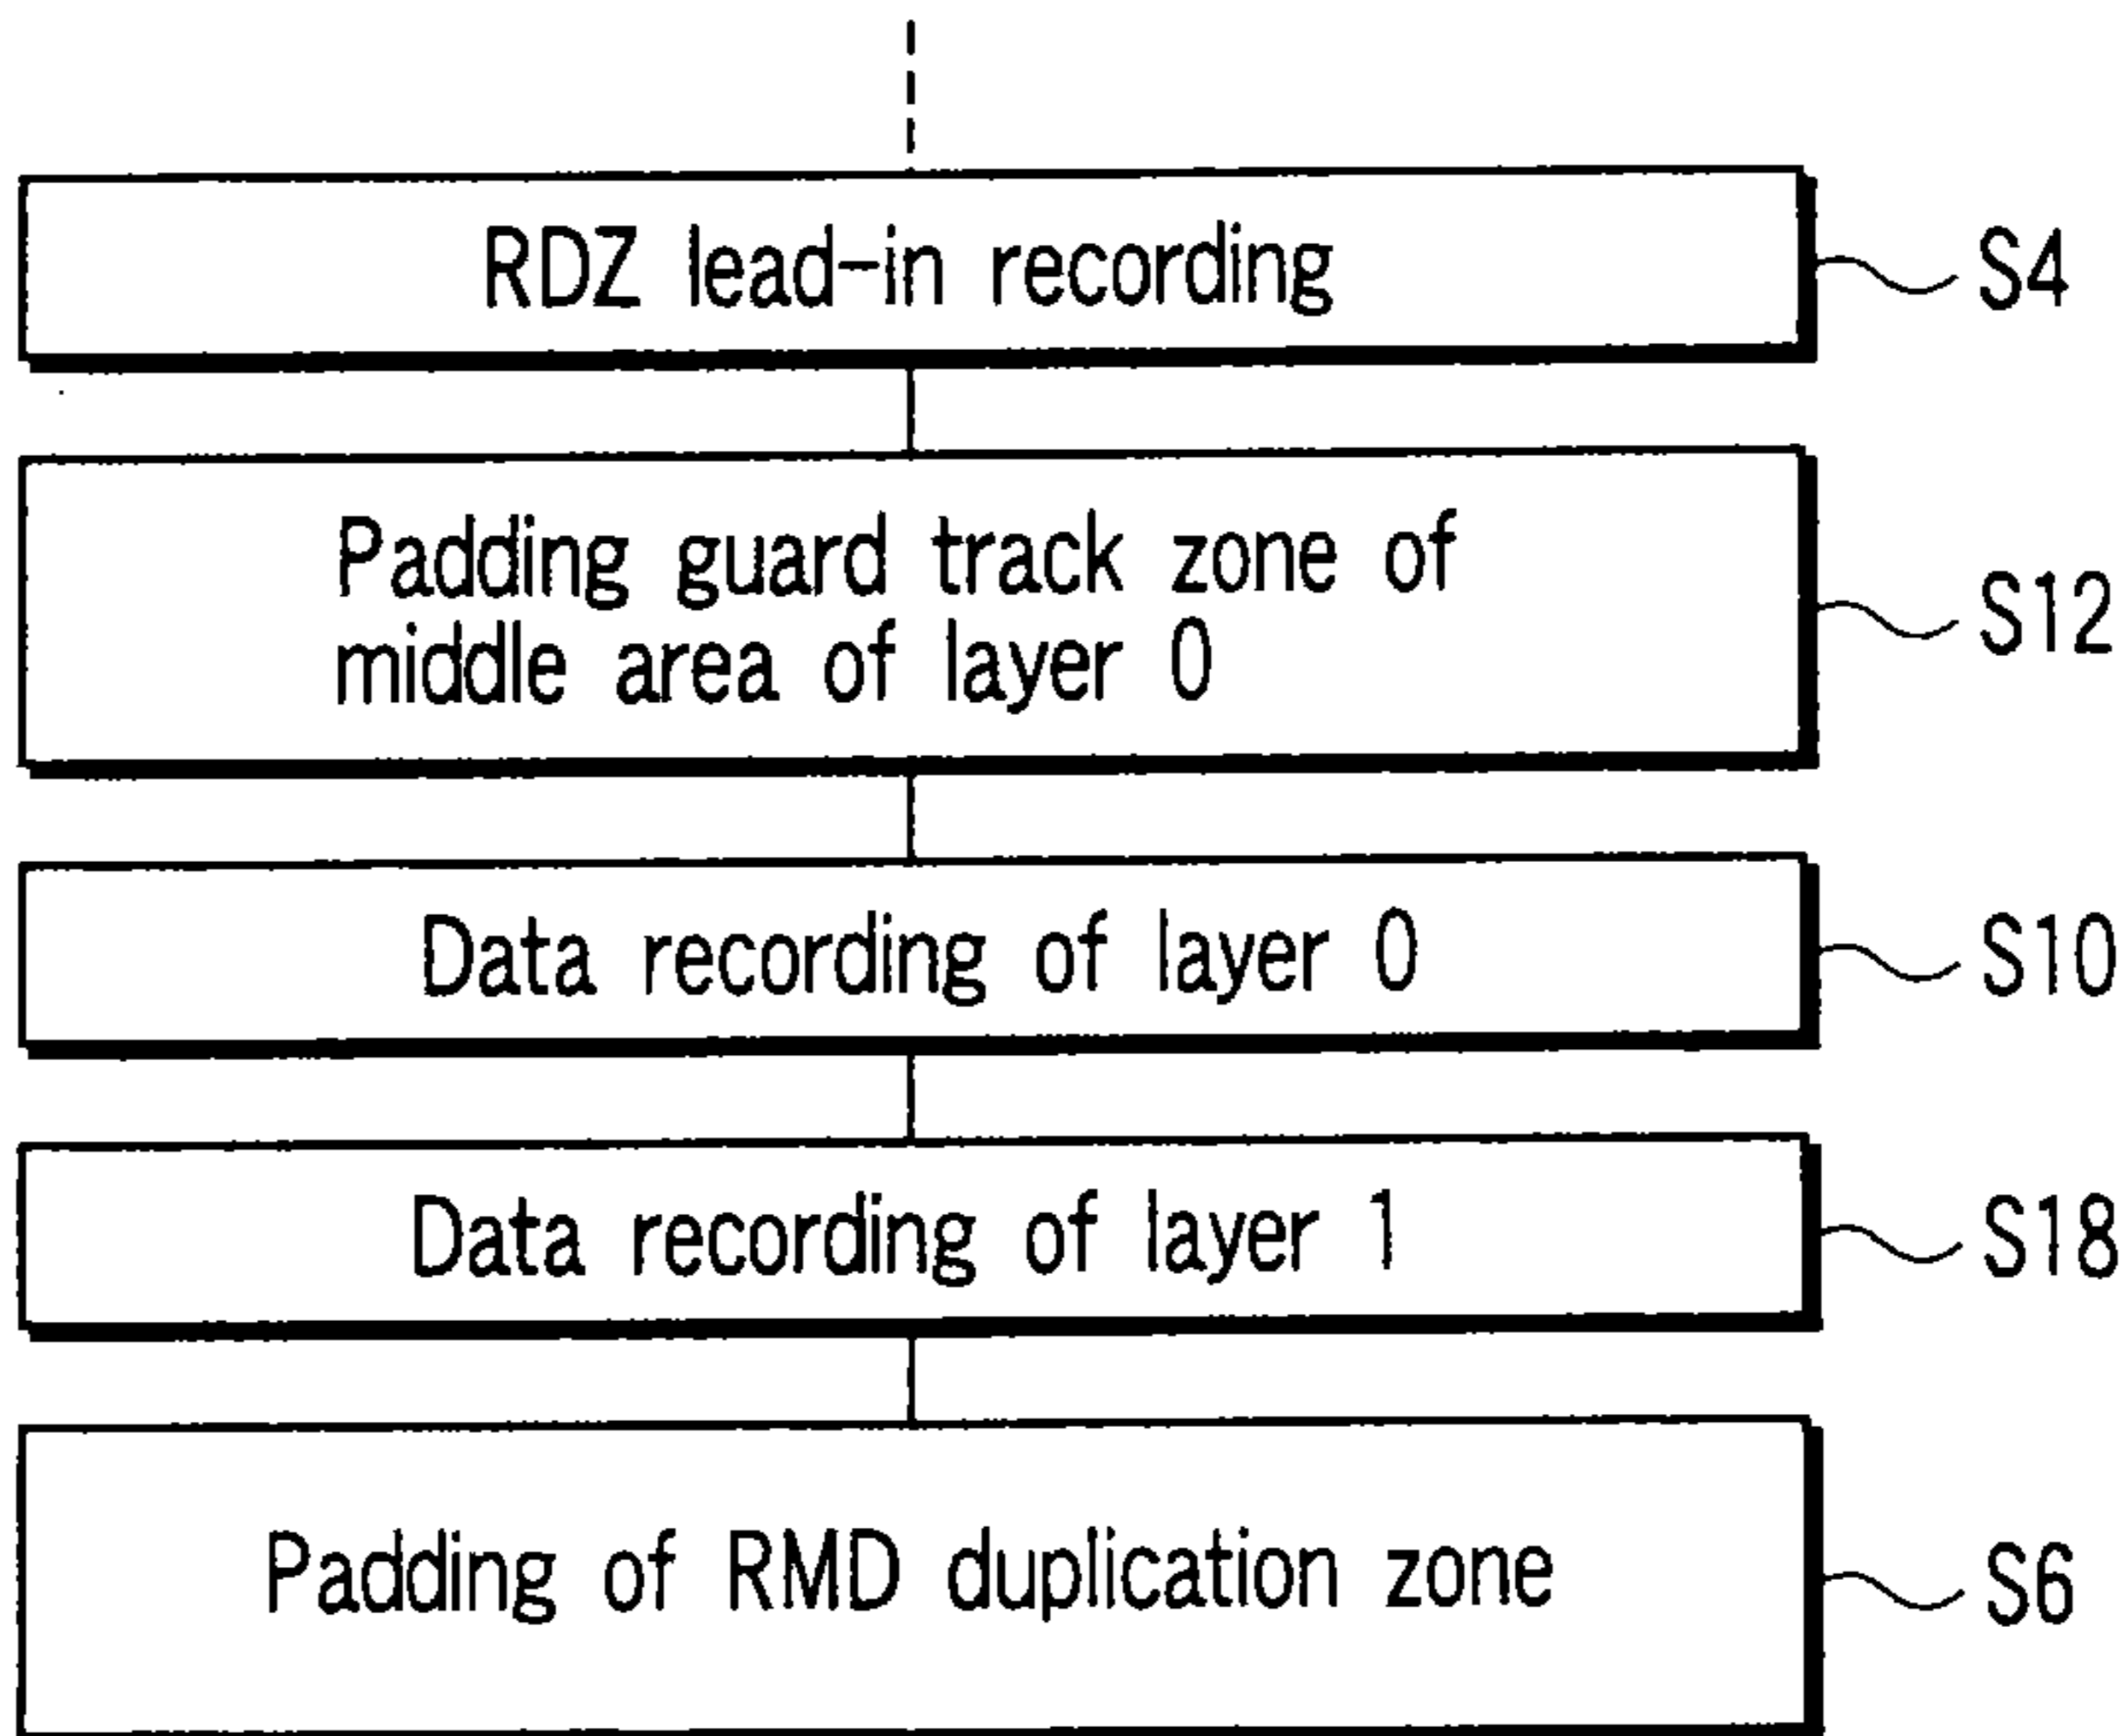 RDZ lead-in recording
S4
Padding guard track zone of
middle area of layer 0
S12
Data recording of layer 0
S10
Data recording of layer 1
S18
Padding of RMD duplication zone
S6